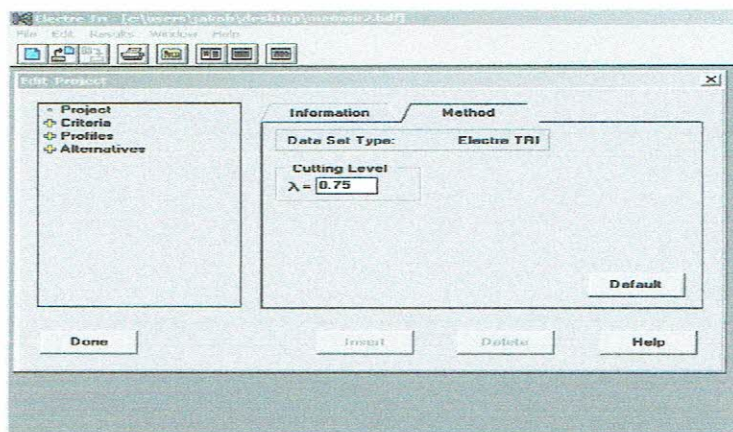 Electre Tri - [c:\users\jakob\desktop\memoir2.bdf]
File Edit Results Window Help
Edit Project
Project
Criteria
Profiles
Alternatives
Information Method
Data Set Type: Electre TRI
Cutting Level
λ = 0.75
Default
Done Insert Delete Help